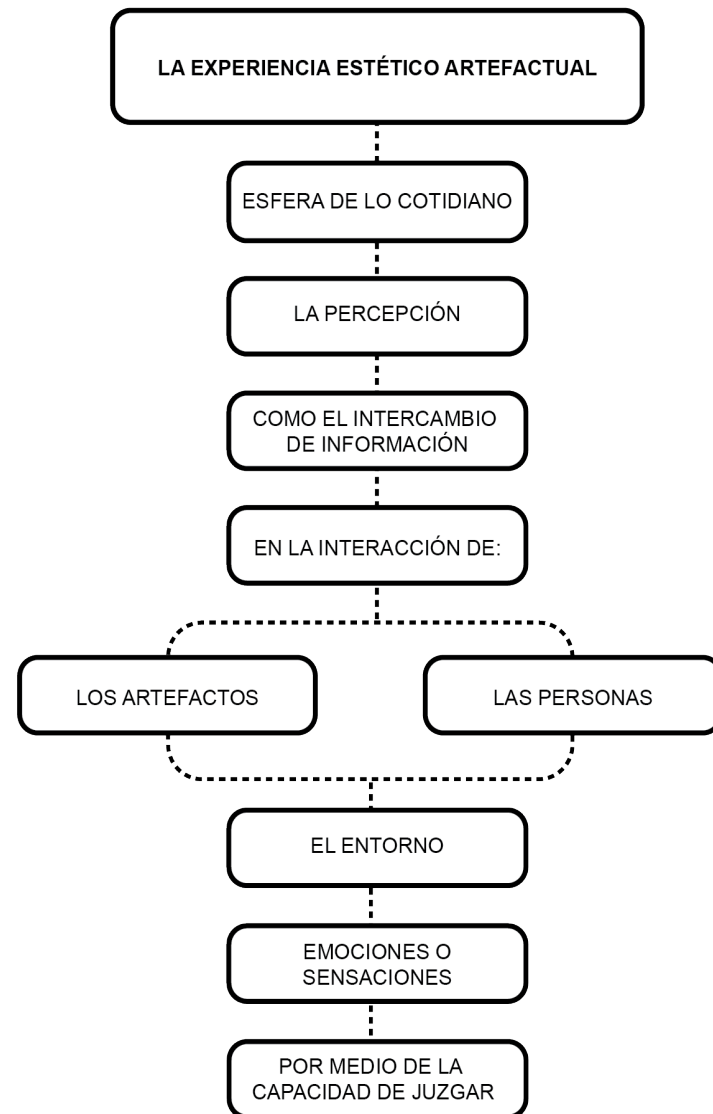 LA EXPERIENCIA ESTÉTICO ARTEFACTUAL
ESFERA DE LO COTIDIANO
LA PERCEPCIÓN
COMO EL INTERCAMBIO
DE INFORMACIÓN
EN LA INTERACCIÓN DE:
LOS ARTEFACTOS
LAS PERSONAS
EL ENTORNO
EMOCIONES O
SENSACIONES
POR MEDIO DE LA
CAPACIDAD DE JUZGAR